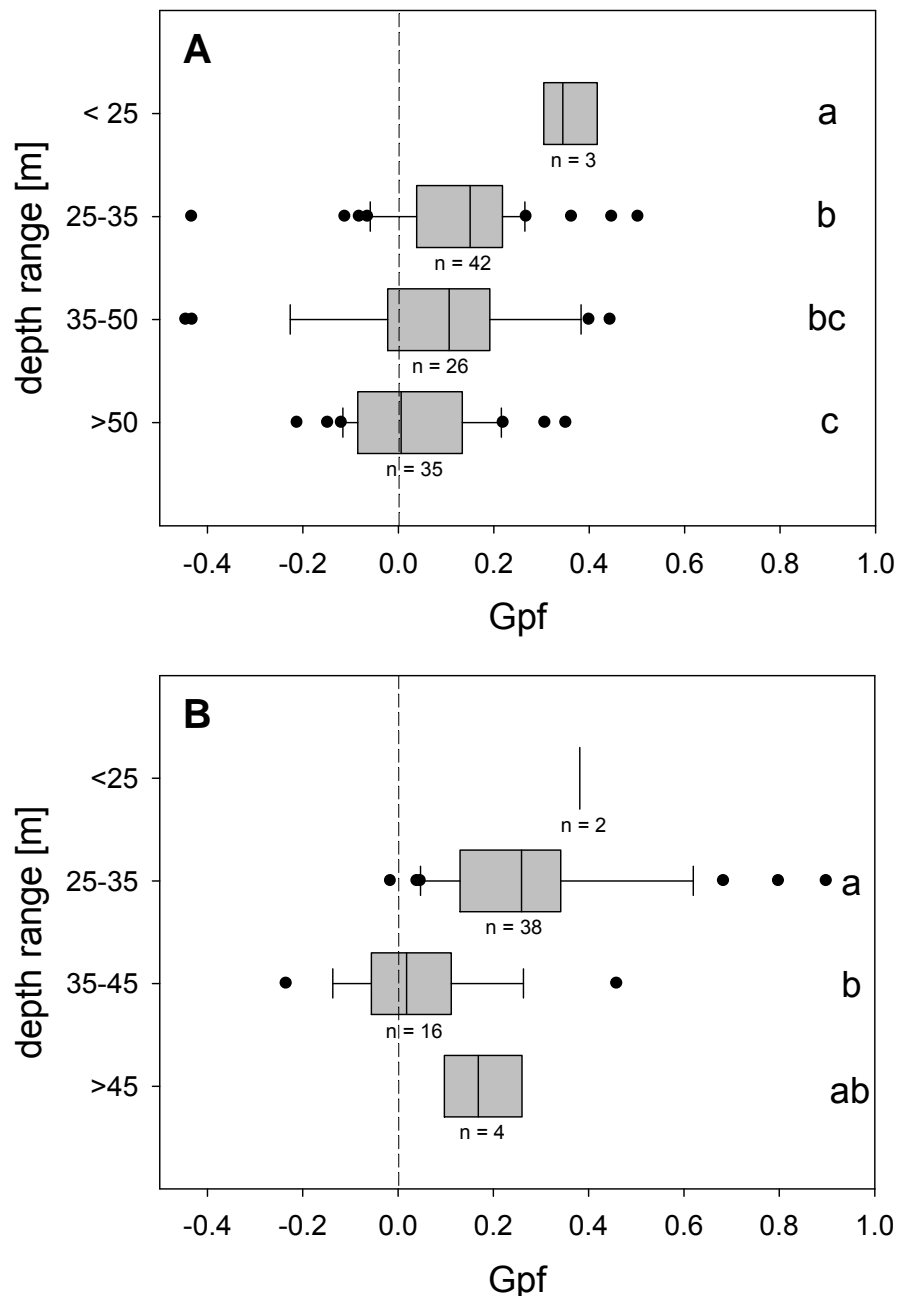 A
depth range [m]
< 25
a
n = 3
25-35
b
n = 42
35-50
bc
n = 26
>50
c
n = 35
-0.4 -0.2 0.0 0.2 0.4 0.6 0.8 1.0
Gpf
B
depth range [m]
<25
n = 2
25-35
a
n = 38
35-45
b
n = 16
>45
ab
n = 4
-0.4 -0.2 0.0 0.2 0.4 0.6 0.8 1.0
Gpf